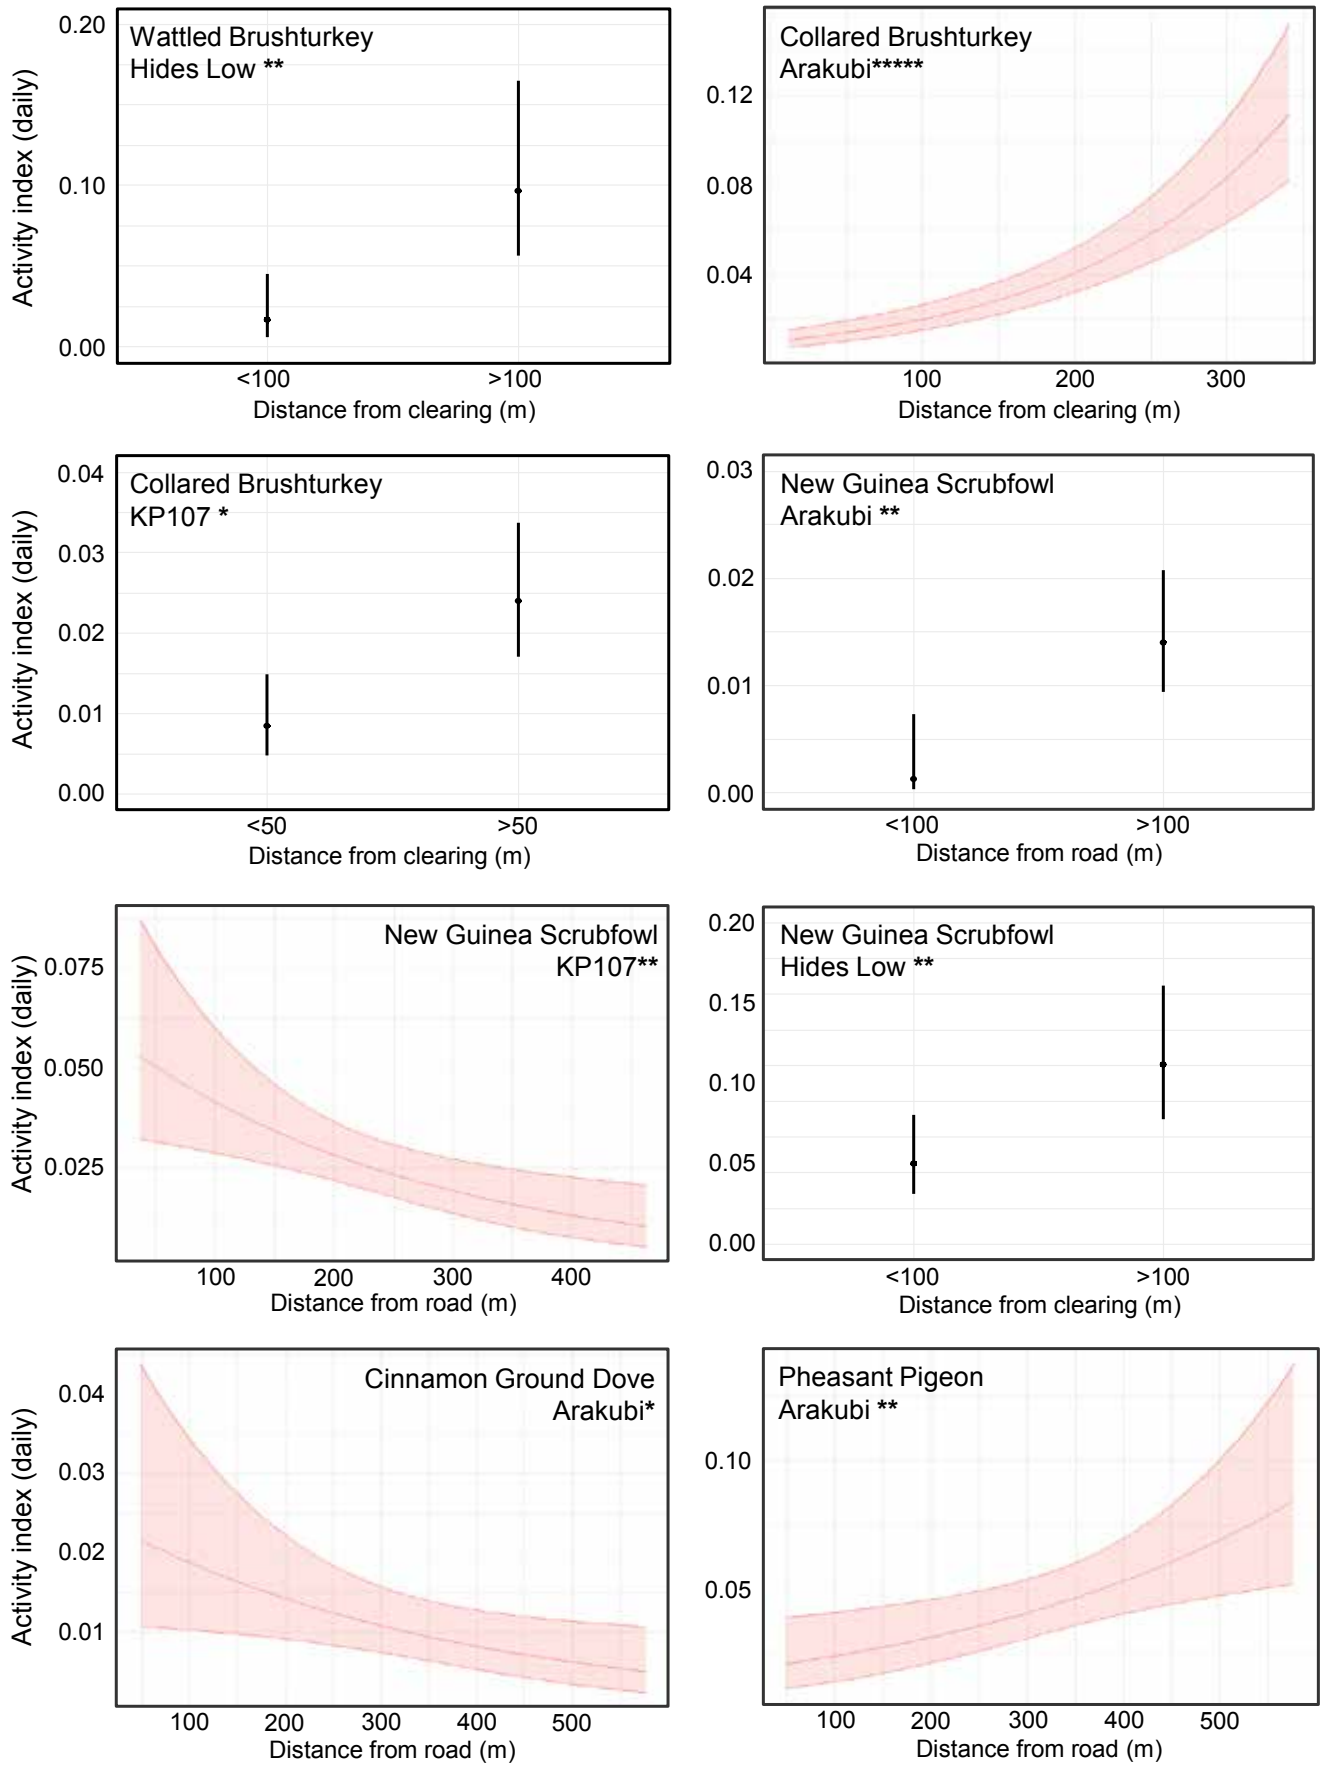 Wattled Brushturkey
Hides Low **
Activity index (daily)
0.20
0.10
0.00
<100
>100
Distance from clearing (m)
Collared Brushturkey
Arakubi*****
0.12
0.08
0.04
100
200
300
Distance from clearing (m)
Collared Brushturkey
KP107 *
Activity index (daily)
0.04
0.03
0.02
0.01
0.00
<50
>50
Distance from clearing (m)
New Guinea Scrubfowl
Arakubi **
0.03
0.02
0.01
0.00
<100
>100
Distance from road (m)
New Guinea Scrubfowl
KP107**
Activity index (daily)
0.075
0.050
0.025
100
200
300
400
Distance from road (m)
New Guinea Scrubfowl
Hides Low **
0.20
0.15
0.10
0.05
0.00
<100
>100
Distance from clearing (m)
Cinnamon Ground Dove
Arakubi*
Activity index (daily)
0.04
0.03
0.02
0.01
100
200
300
400
500
Distance from road (m)
Pheasant Pigeon
Arakubi **
0.10
0.05
100
200
300
400
500
Distance from road (m)